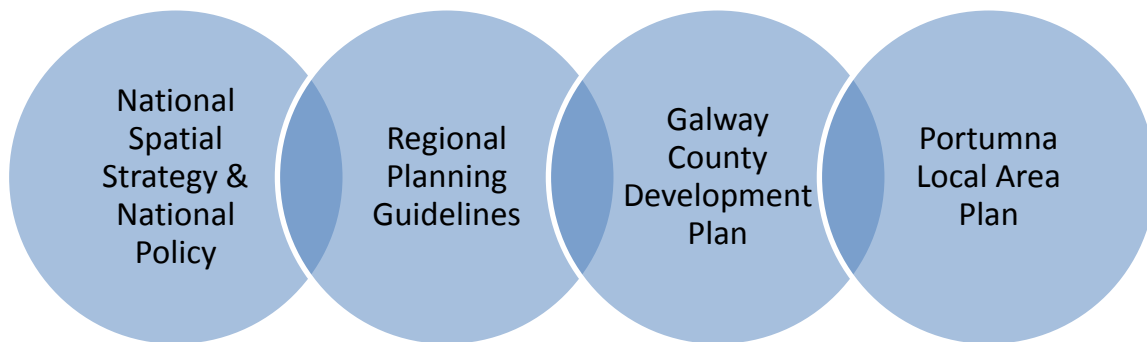 National
Spatial
Strategy &
National
Policy
Regional
Planning
Guidelines
Galway
County
Development
Plan
Portumna
Local Area
Plan